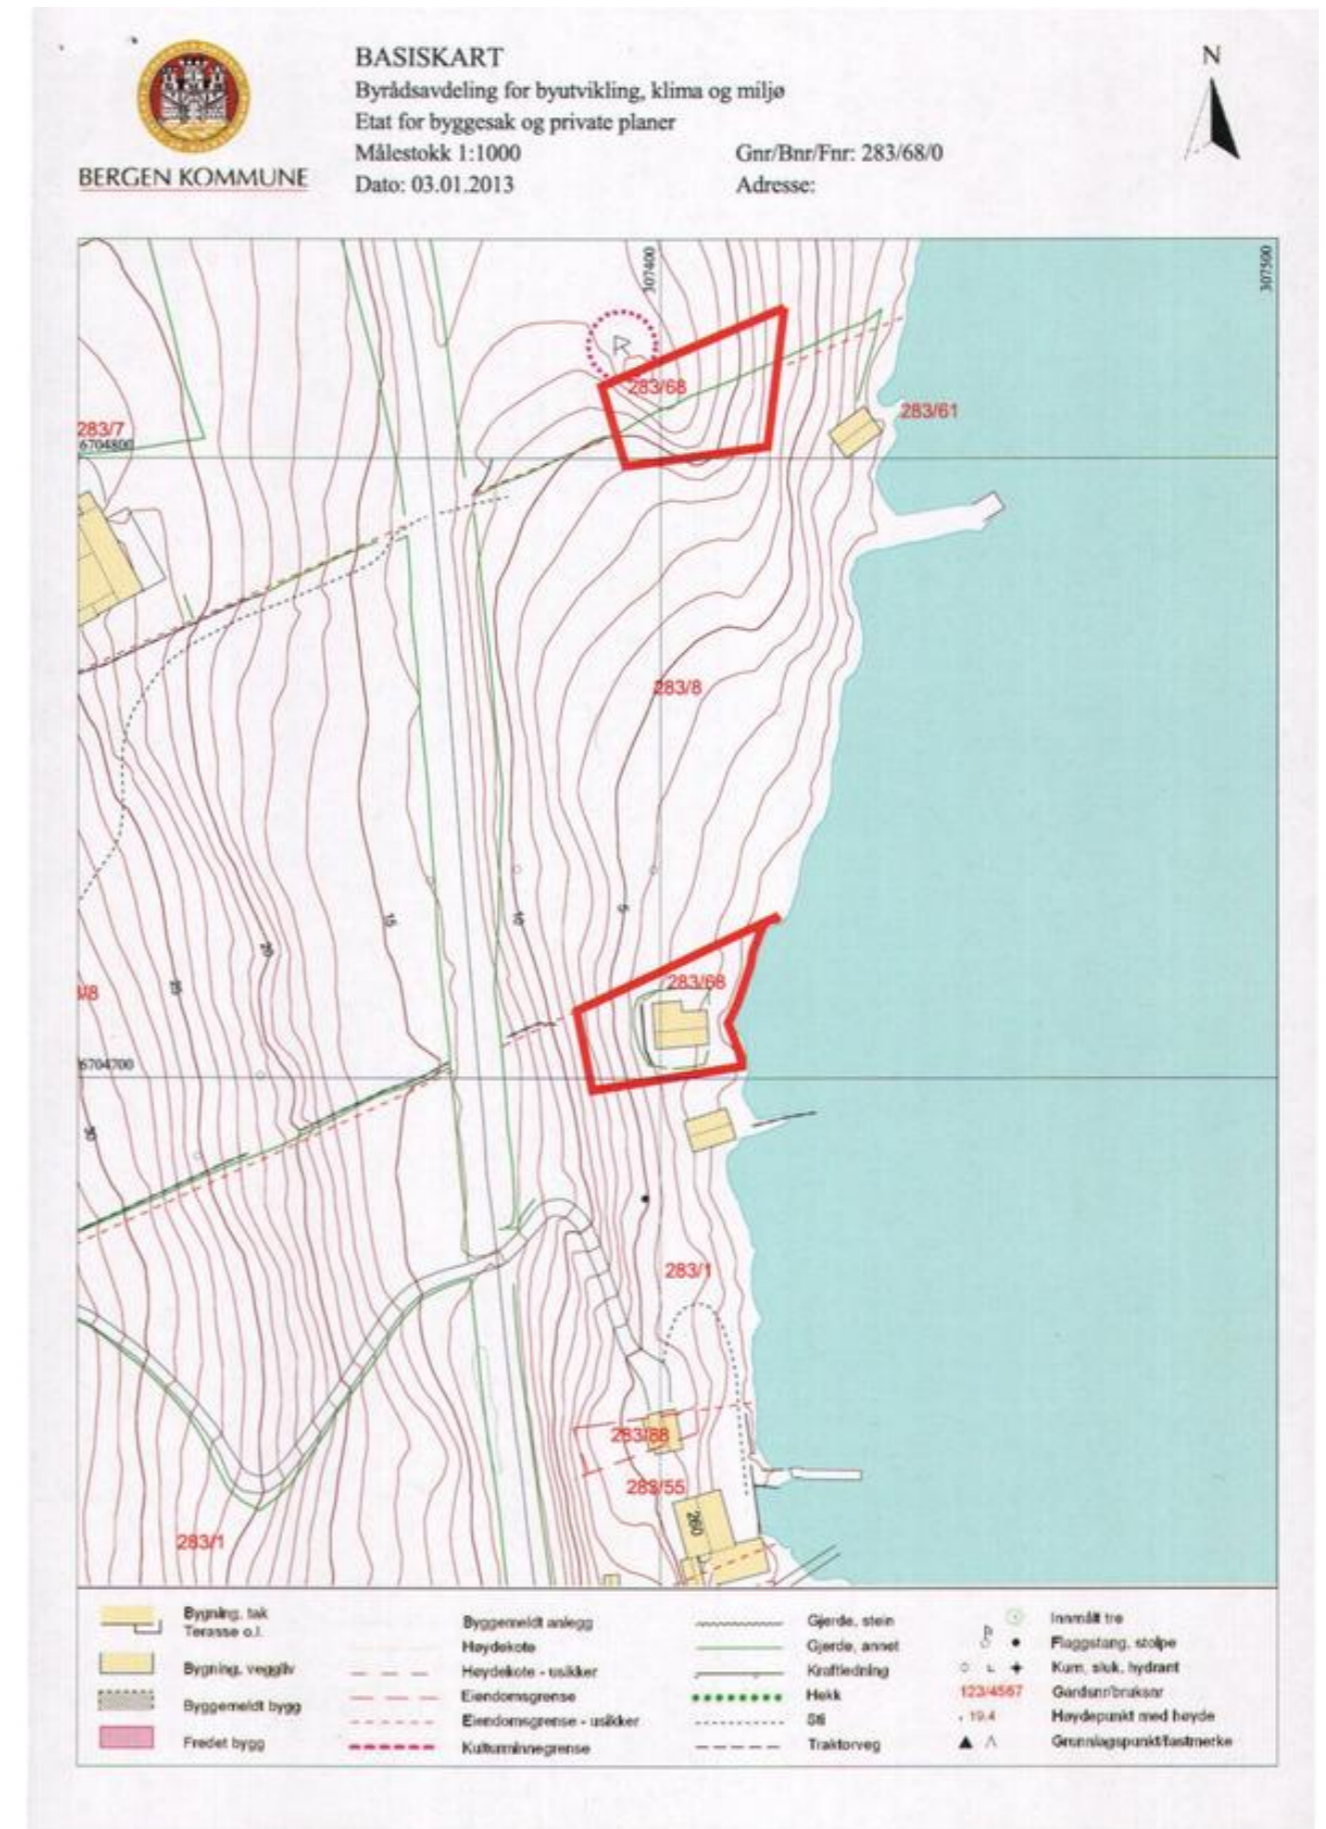 BERGEN KOMMUNE
BASISKART
Byrådsavdeling for byutvikling, klima og miljø
Etat for byggesak og private planer
Målestokk 1:1000
Dato: 03.01.2013
Gnr/Bnr/Fnr: 283/68/0
Adresse:
N
307400
307500
283/68
283/61
283/7
6704800
283/8
15
10
5
20
283/68
6704700
30
283/1
283/88
283/55
260
283/1
Bygning, tak
Terasse o.l.
Bygning, veggliv
Byggemeldt bygg
Fredet bygg
Byggemeldt anlegg
Høydekote
Høydekote - usikker
Eiendomsgrense
Eiendomsgrense - usikker
Kulturminnegrense
Gjerde, stein
Gjerde, annet
Kraftledning
Hekk
Sti
Traktorveg
Innmålt tre
Flaggstang, stolpe
Kum, sluk, hydrant
123/4567
Gardsnr/bruksnr
19.4
Høydepunkt med høyde
Grunnlagspunkt/fastmerke